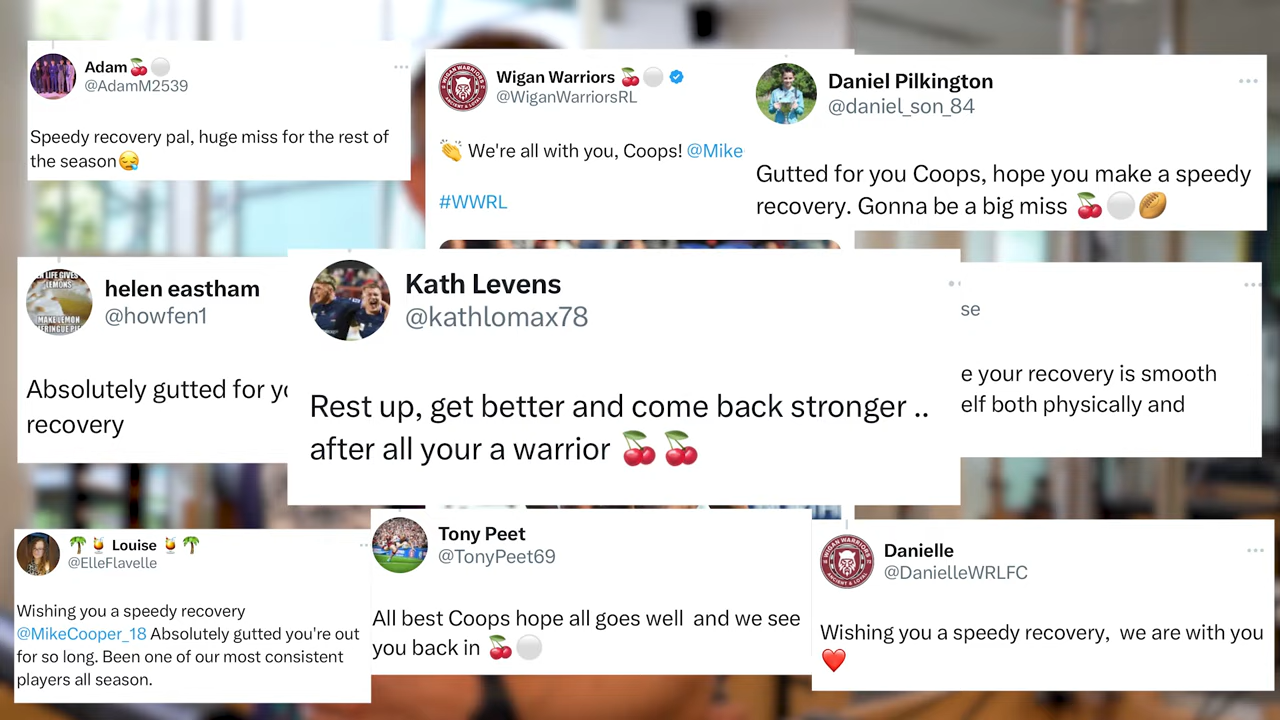 Adam🍒⚪
@AdamM2539
Speedy recovery pal, huge miss for the rest of
the season😪
Wigan Warriors 🍒⚪
@WiganWarriorsRL
👏 We're all with you, Coops! @Mike
#WWRL
Daniel Pilkington
@daniel_son_84
Gutted for you Coops, hope you make a speedy
recovery. Gonna be a big miss 🍒⚪🏉
helen eastham
@howfen1
Absolutely gutted for
recovery
Kath Levens
@kathlomax78
Rest up, get better and come back stronger ..
after all your a warrior 🍒🍒
se
e your recovery is smooth
elf both physically and
🌴🍹 Louise 🍹🌴
@ElleFlavelle
Wishing you a speedy recovery
@MikeCooper_18 Absolutely gutted you're out
for so long. Been one of our most consistent
players all season.
Tony Peet
@TonyPeet69
All best Coops hope all goes well and we see
you back in 🍒⚪
WIGAN WARRIORS
ANCIENT & LOYAL
Danielle
@DanielleWRLFC
Wishing you a speedy recovery, we are with you
❤️